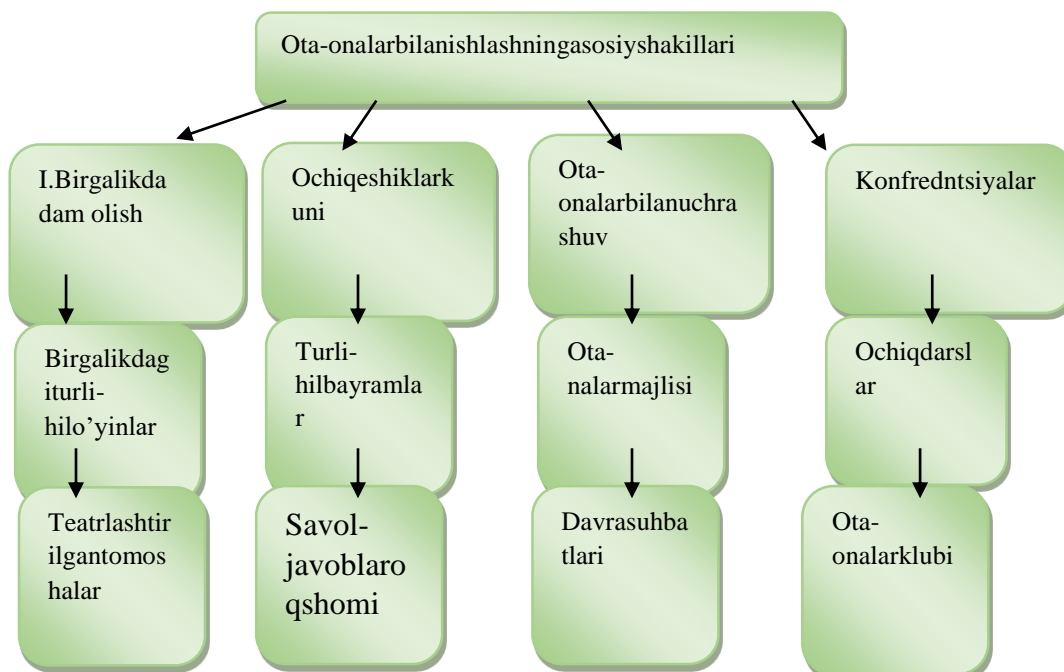 Ota-onalarbilanishlashningasosiyshakillari
I.Birgalikda
dam olish
Ochiqeshiklark
uni
Ota-
onalarbilanuchra
shuv
Konfredntsiyalar
Birgalikdag
iturli-
hilo’yinlar
Turli-
hilbayramla
r
Ota-
nalarmajlisi
Ochiqdarsl
ar
Teatrlashtir
ilgantomos
halar
Savol-
javoblaro
qshomi
Davrasuhba
tlari
Ota-
onalarklubi